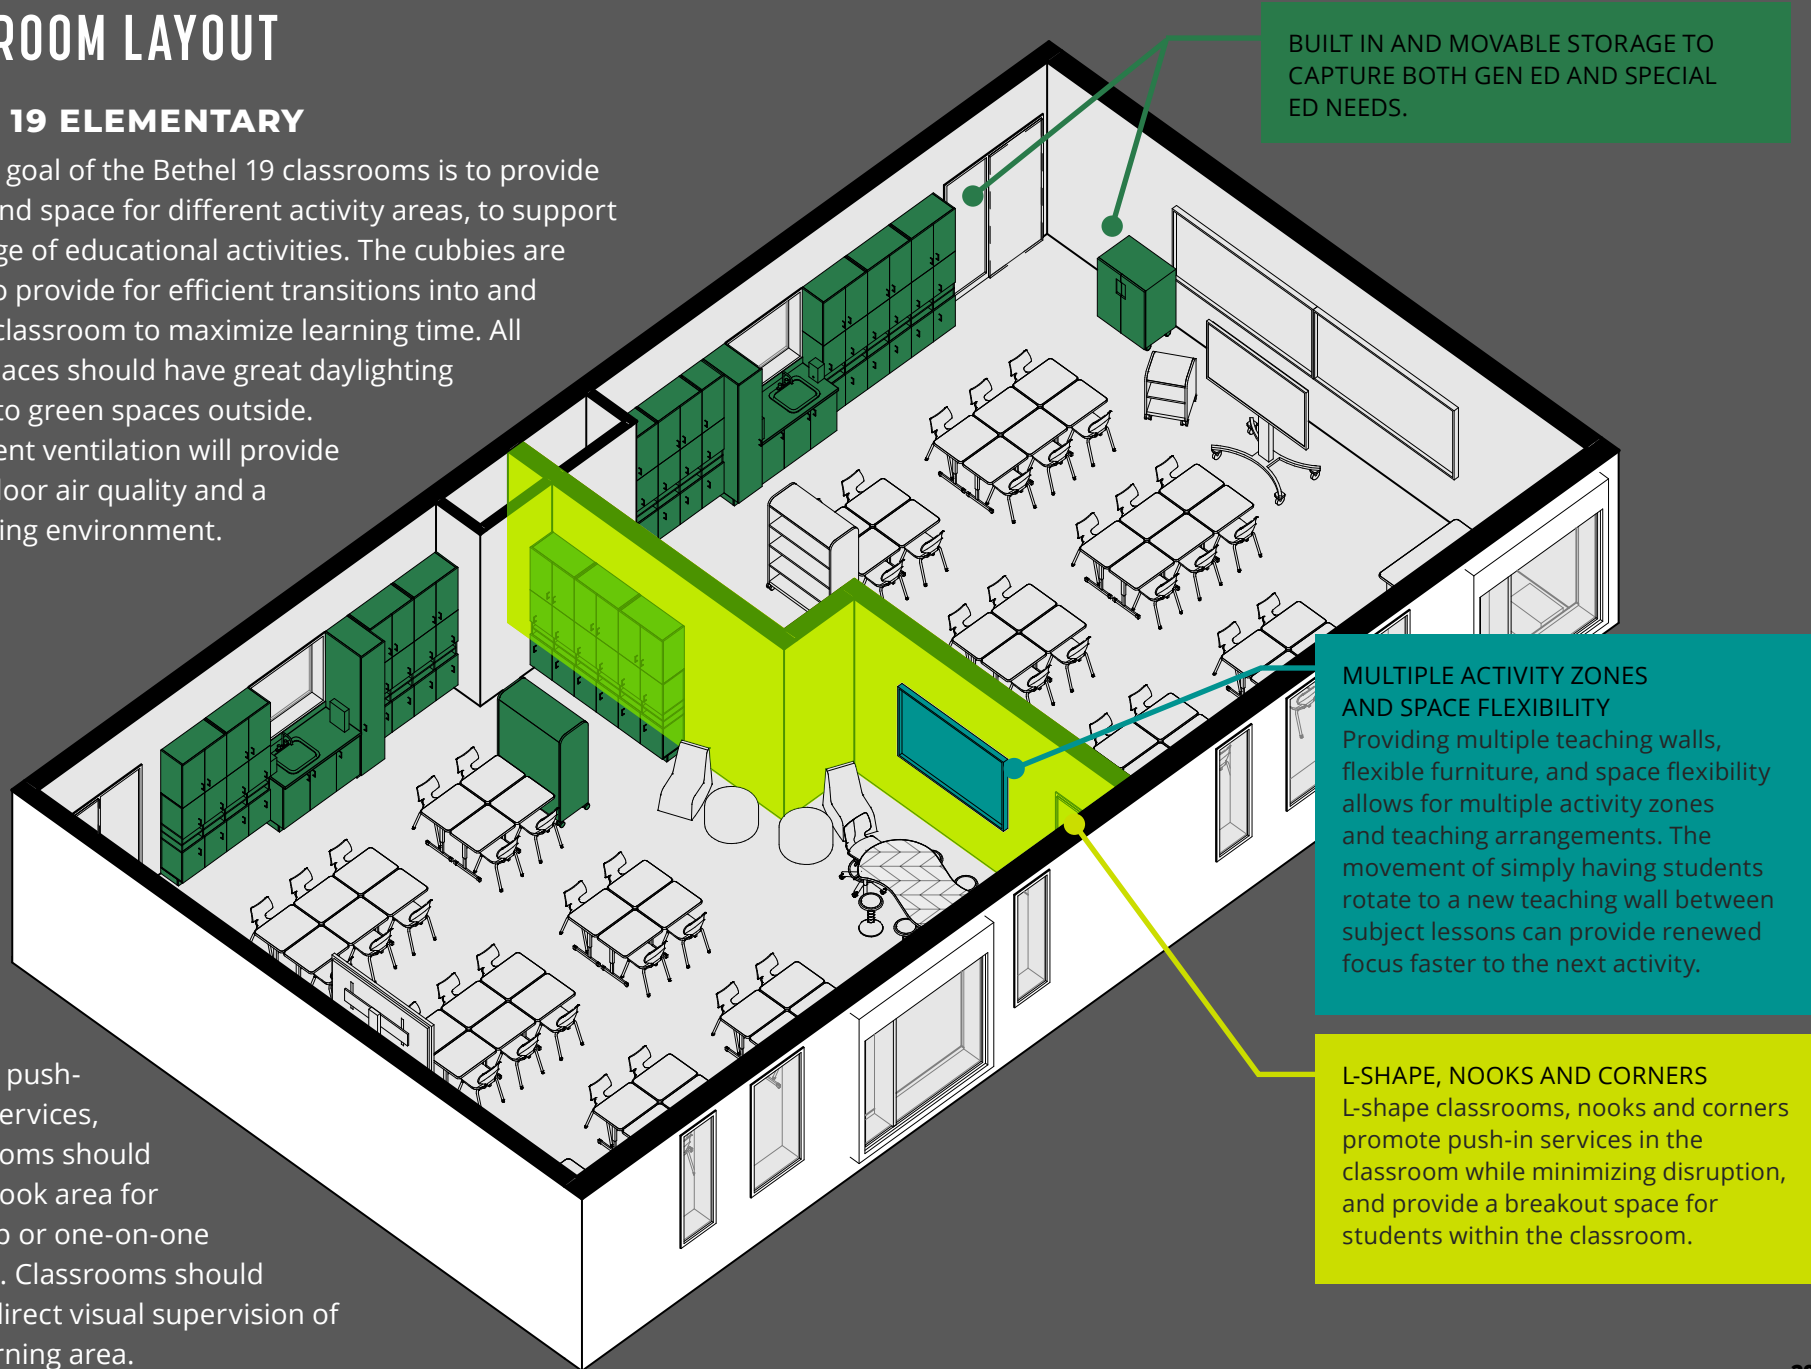 ROOM LAYOUT
19 ELEMENTARY
goal of the Bethel 19 classrooms is to provide
nd space for different activity areas, to support
ge of educational activities. The cubbies are
o provide for efficient transitions into and
classroom to maximize learning time. All
aces should have great daylighting
to green spaces outside.
ent ventilation will provide
loor air quality and a
ing environment.
push-
ervices,
oms should
ook area for
p or one-on-one
. Classrooms should
direct visual supervision of
rning area.
BUILT IN AND MOVABLE STORAGE TO
CAPTURE BOTH GEN ED AND SPECIAL
ED NEEDS.
MULTIPLE ACTIVITY ZONES
AND SPACE FLEXIBILITY
Providing multiple teaching walls,
flexible furniture, and space flexibility
allows for multiple activity zones
and teaching arrangements. The
movement of simply having students
rotate to a new teaching wall between
subject lessons can provide renewed
focus faster to the next activity.
L-SHAPE, NOOKS AND CORNERS
L-shape classrooms, nooks and corners
promote push-in services in the
classroom while minimizing disruption,
and provide a breakout space for
students within the classroom.